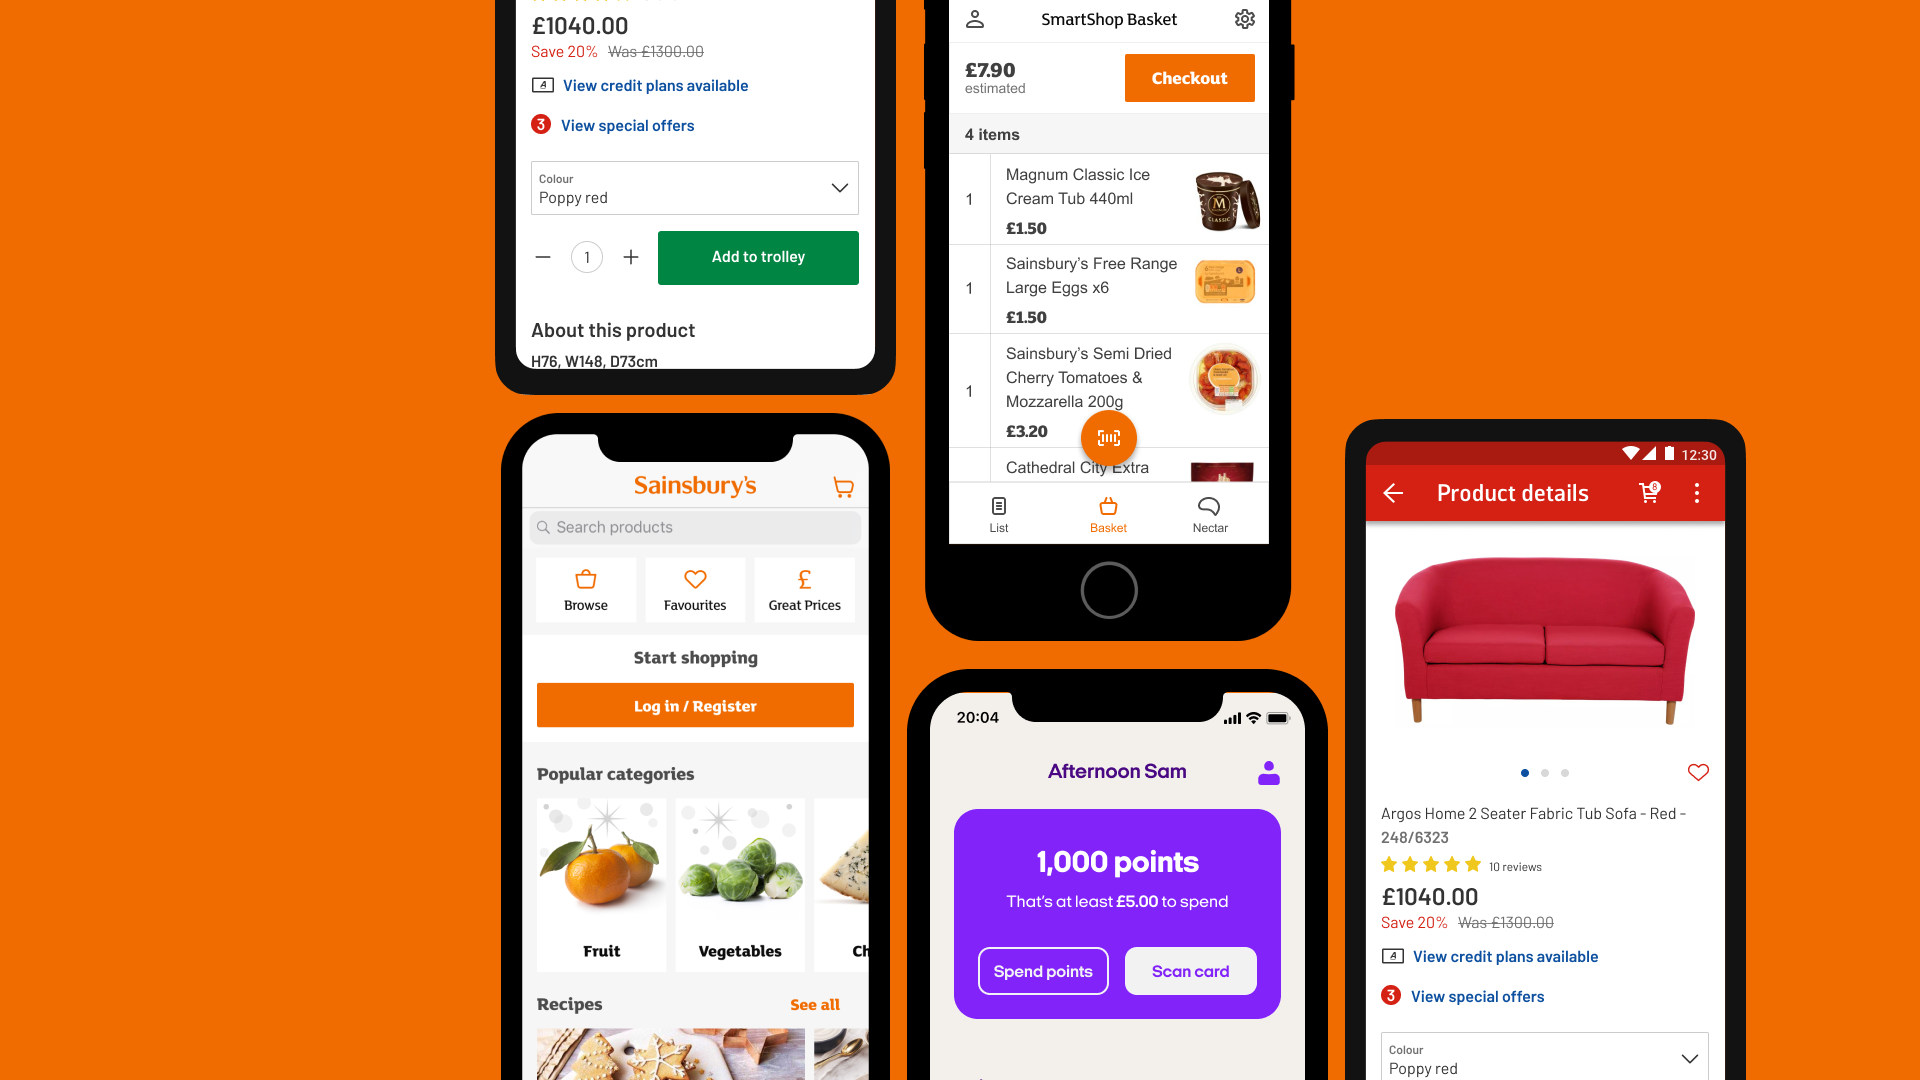 £1040.00
Save 20% Was £1300.00
View credit plans available
3 View special offers
Colour
Poppy red
1
Add to trolley
About this product
H76, W148, D73cm
SmartShop Basket
£7.90
estimated
Checkout
4 items
1
Magnum Classic Ice
Cream Tub 440ml
£1.50
M
CLASSIC
1
Sainsbury’s Free Range
Large Eggs x6
£1.50
1
Sainsbury’s Semi Dried
Cherry Tomatoes &
Mozzarella 200g
£3.20
Cathedral City Extra
List
Basket
Nectar
Sainsbury’s
Search products
Browse
Favourites
£
Great Prices
Start shopping
Log in / Register
Popular categories
Fruit
Vegetables
Ch
Recipes
See all
20:04
Afternoon Sam
1,000 points
That’s at least £5.00 to spend
Spend points
Scan card
12:30
Product details
8
Argos Home 2 Seater Fabric Tub Sofa - Red -
248/6323
10 reviews
£1040.00
Save 20% Was £1300.00
View credit plans available
3 View special offers
Colour
Poppy red